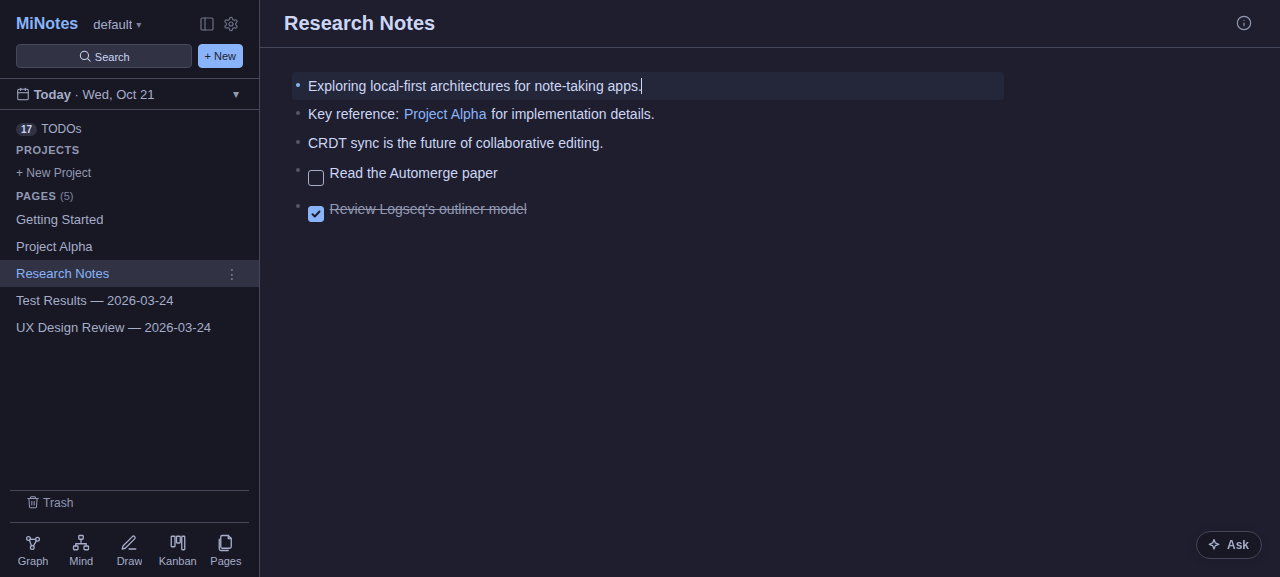 MiNotes default
Search
+ New
Today · Wed, Oct 21
17 TODOs
PROJECTS
+ New Project
PAGES (5)
Getting Started
Project Alpha
Research Notes
Test Results — 2026-03-24
UX Design Review — 2026-03-24
Trash
Graph
Mind
Draw
Kanban
Pages
Research Notes
Exploring local-first architectures for note-taking apps.
Key reference: Project Alpha for implementation details.
CRDT sync is the future of collaborative editing.
Read the Automerge paper
Review Logseq's outliner model
Ask